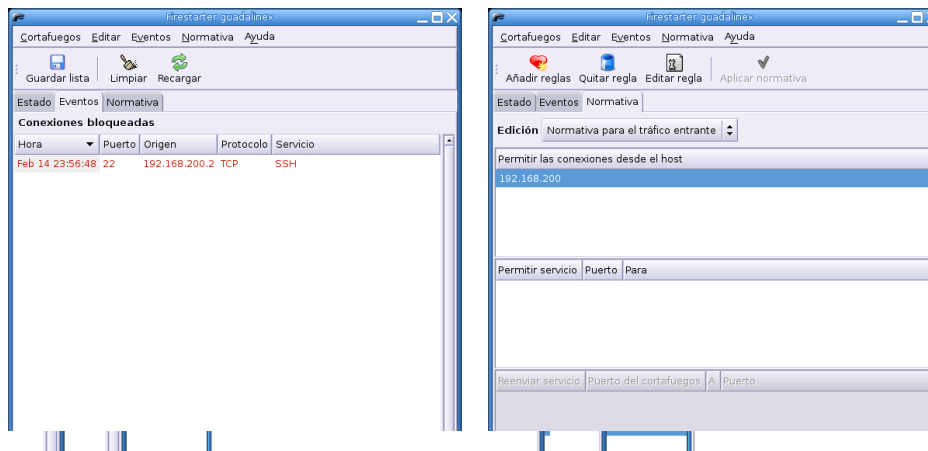 Firestarter guadalinex
Cortafuegos Editar Eventos Normativa Ayuda
Guardar lista Limpiar Recargar
Estado Eventos Normativa
Conexiones bloqueadas
Hora Puerto Origen Protocolo Servicio
Feb 14 23:56:48 22 192.168.200.2 TCP SSH
Firestarter guadalinex
Cortafuegos Editar Eventos Normativa Ayuda
Añadir reglas Quitar regla Editar regla Aplicar normativa
Estado Eventos Normativa
Edición Normativa para el tráfico entrante
Permitir las conexiones desde el host
192.168.200
Permitir servicio Puerto Para
Reenviar servicio Puerto del cortafuegos A Puerto